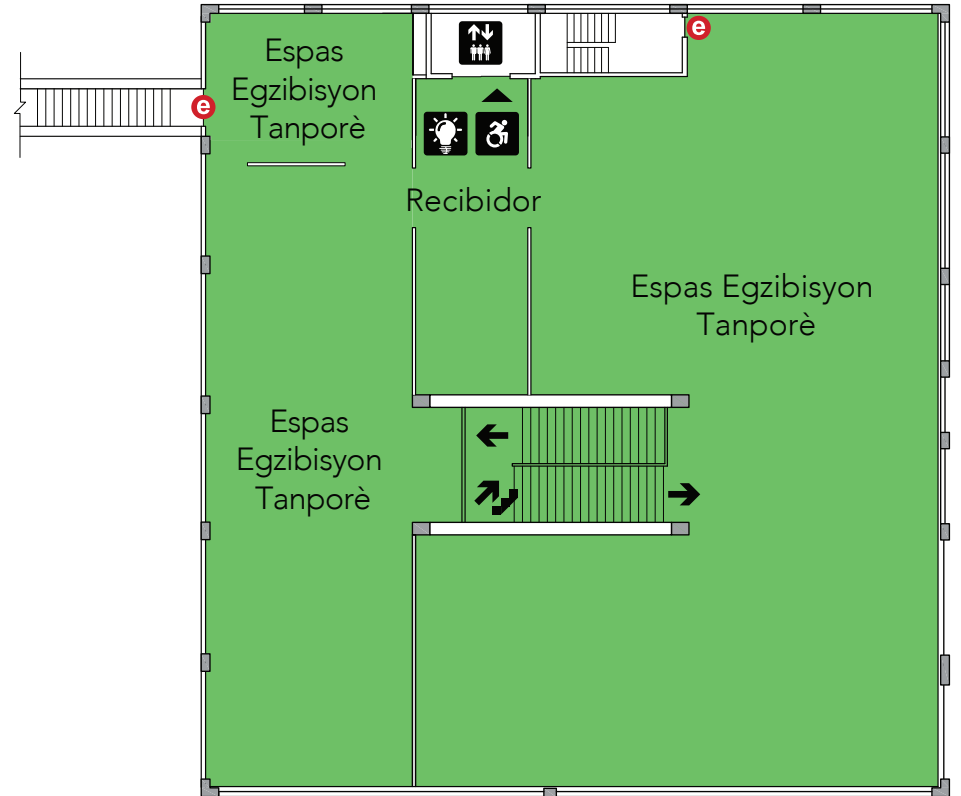 Espas
Egzibisyon
Tanporè
e
e
Recibidor
Espas Egzibisyon
Tanporè
Espas
Egzibisyon
Tanporè